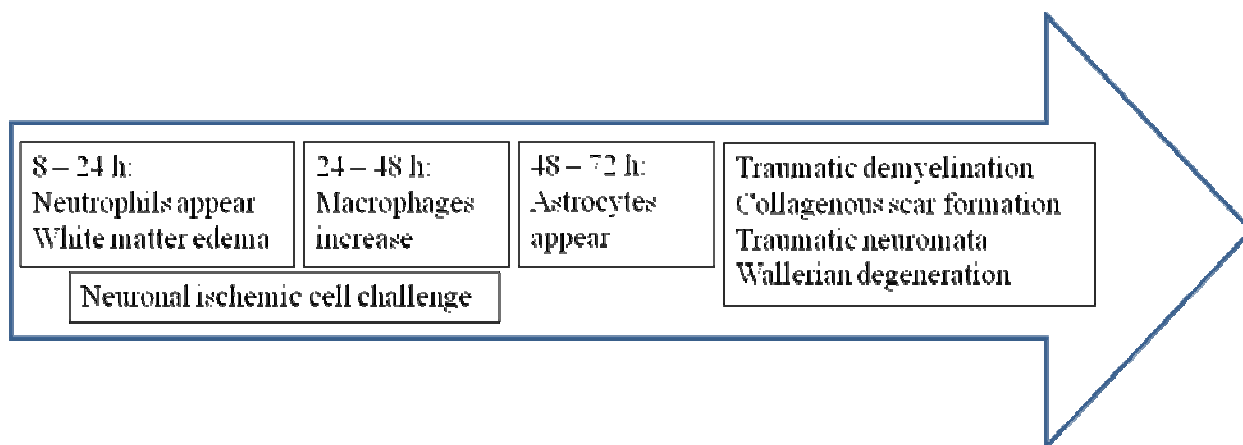 8 – 24 h:
Neutrophils appear
White matter edema
24 – 48 h:
Macrophages
increase
48 – 72 h:
Astrocytes
appear
Traumatic demyelination
Collagenous scar formation
Traumatic neuromata
Wallerian degeneration
Neuronal ischemic cell challenge